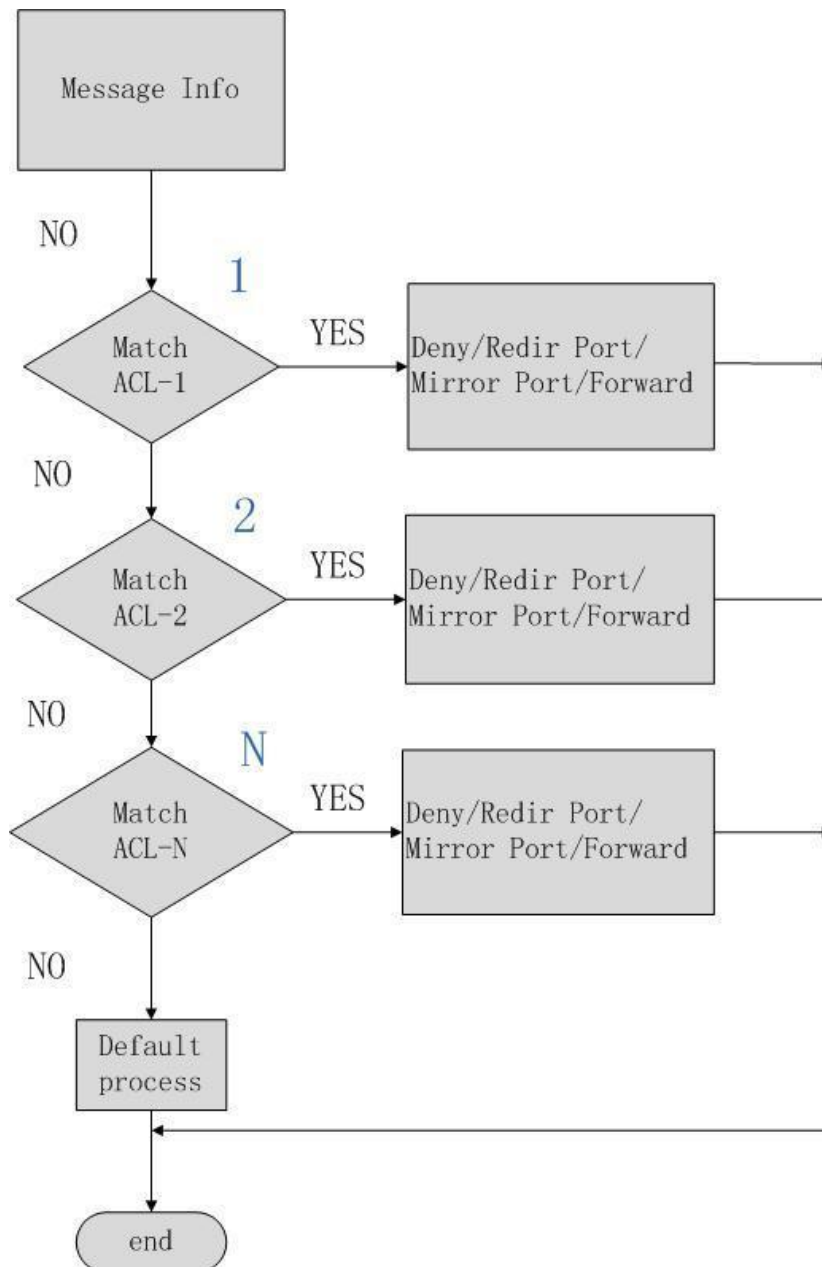 Message Info
NO
1
Match
ACL-1
YES
Deny/Redir Port/
Mirror Port/Forward
NO
2
Match
ACL-2
YES
Deny/Redir Port/
Mirror Port/Forward
NO
N
Match
ACL-N
YES
Deny/Redir Port/
Mirror Port/Forward
NO
Default
process
end